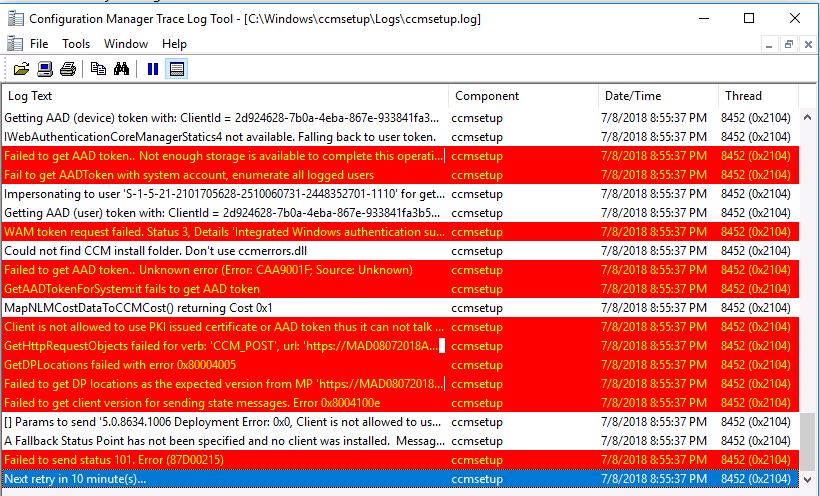 Configuration Manager Trace Log Tool - [C:\Windows\ccmsetup\Logs\ccmsetup.log]
File Tools Window Help
Log Text Component Date/Time Thread
Getting AAD (device) token with: ClientId = 2d924628-7b0a-4eba-867e-933841fa3... ccmsetup 7/8/2018 8:55:37 PM 8452 (0x2104)
IWebAuthenticationCoreManagerStatics4 not available. Falling back to user token. ccmsetup 7/8/2018 8:55:37 PM 8452 (0x2104)
Failed to get AAD token.. Not enough storage is available to complete this operati... ccmsetup 7/8/2018 8:55:37 PM 8452 (0x2104)
Fail to get AADToken with system account, enumerate all logged users ccmsetup 7/8/2018 8:55:37 PM 8452 (0x2104)
Impersonating to user 'S-1-5-21-2101705628-2510060731-2448352701-1110' for get... ccmsetup 7/8/2018 8:55:37 PM 8452 (0x2104)
Getting AAD (user) token with: ClientId = 2d924628-7b0a-4eba-867e-933841fa3b5... ccmsetup 7/8/2018 8:55:37 PM 8452 (0x2104)
WAM token request failed. Status 3, Details 'Integrated Windows authentication su... ccmsetup 7/8/2018 8:55:37 PM 8452 (0x2104)
Could not find CCM install folder. Don't use ccmerrors.dll ccmsetup 7/8/2018 8:55:37 PM 8452 (0x2104)
Failed to get AAD token.. Unknown error (Error: CAA9001F; Source: Unknown) ccmsetup 7/8/2018 8:55:37 PM 8452 (0x2104)
GetAADTokenForSystem:it fails to get AAD token ccmsetup 7/8/2018 8:55:37 PM 8452 (0x2104)
MapNLMCostDataToCCMCost() returning Cost 0x1 ccmsetup 7/8/2018 8:55:37 PM 8452 (0x2104)
Client is not allowed to use PKI issued certificate or AAD token thus it can not talk ... ccmsetup 7/8/2018 8:55:37 PM 8452 (0x2104)
GetHttpRequestObjects failed for verb: 'CCM_POST', url: 'https://MAD08072018A... ccmsetup 7/8/2018 8:55:37 PM 8452 (0x2104)
GetDPLocations failed with error 0x80004005 ccmsetup 7/8/2018 8:55:37 PM 8452 (0x2104)
Failed to get DP locations as the expected version from MP 'https://MAD08072018... ccmsetup 7/8/2018 8:55:37 PM 8452 (0x2104)
Failed to get client version for sending state messages. Error 0x8004100e ccmsetup 7/8/2018 8:55:37 PM 8452 (0x2104)
[] Params to send '5.0.8634.1006 Deployment Error: 0x0, Client is not allowed to us... ccmsetup 7/8/2018 8:55:37 PM 8452 (0x2104)
A Fallback Status Point has not been specified and no client was installed.  Messag... ccmsetup 7/8/2018 8:55:37 PM 8452 (0x2104)
Failed to send status 101. Error (87D00215) ccmsetup 7/8/2018 8:55:37 PM 8452 (0x2104)
Next retry in 10 minute(s)... ccmsetup 7/8/2018 8:55:37 PM 8452 (0x2104)